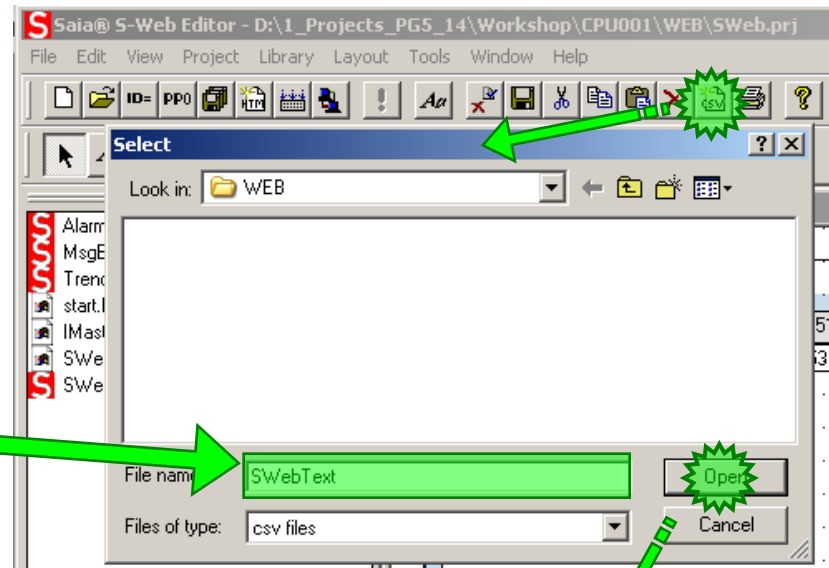 Saia® S-Web Editor - D:\1_Projects_PG5_14\Workshop\CPU001\WEB\SWeb.prj
File Edit View Project Library Layout Tools Window Help
ID= PP0 HTM Aa csv ?
Select ? X
Look in: WEB
Alarm
MsgE
Trend
start.
IMast
SWe
SWe
File name
SWebText
Open
Files of type: csv files
Cancel